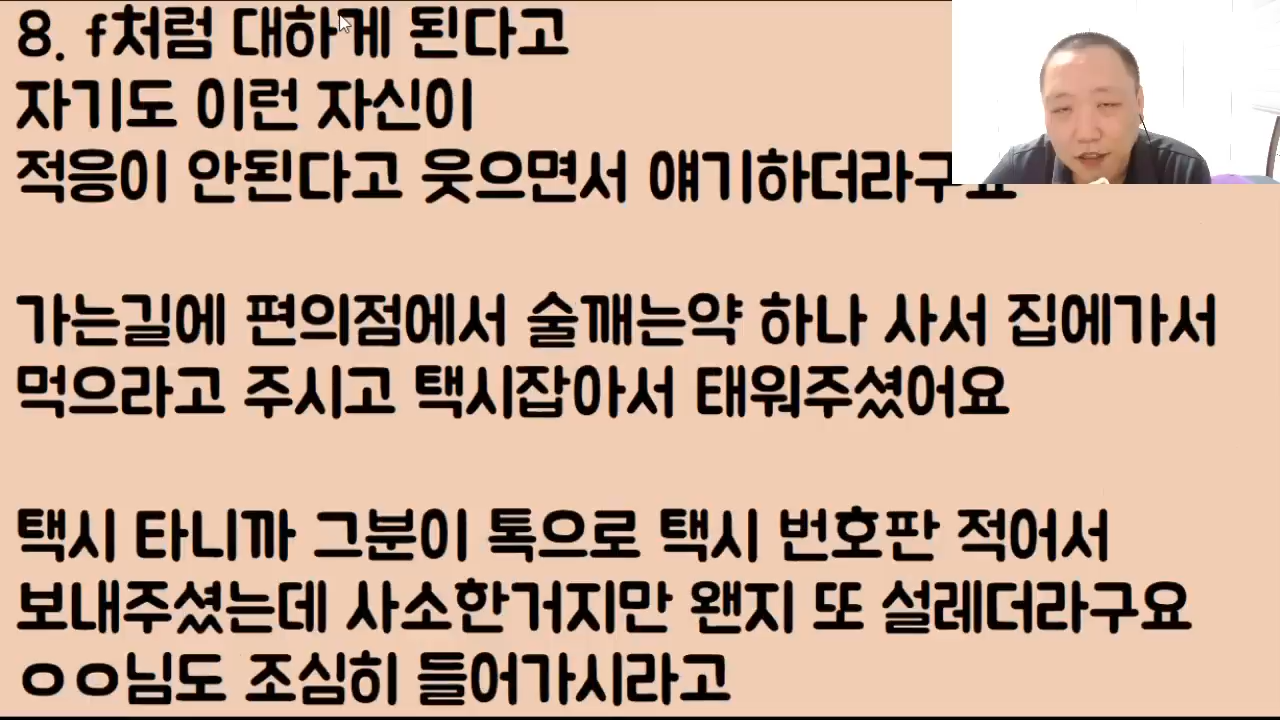 8. f처럼 대하게 된다고
자기도 이런 자신이
적응이 안된다고 웃으면서 얘기하더라구요
가는길에 편의점에서 술깨는약 하나 사서 집에가서
먹으라고 주시고 택시잡아서 태워주셨어요
택시 타니까 그분이 톡으로 택시 번호판 적어서
보내주셨는데 사소한거지만 왠지 또 설레더라구요
ㅇㅇ님도 조심히 들어가시라고